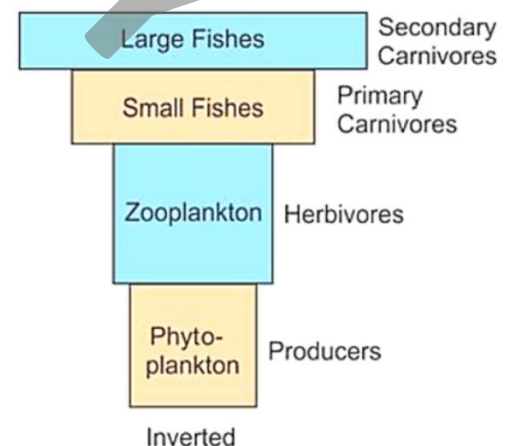 Large Fishes
Secondary
Carnivores
Small Fishes
Primary
Carnivores
Zooplankton
Herbivores
Phyto-
plankton
Producers
Inverted